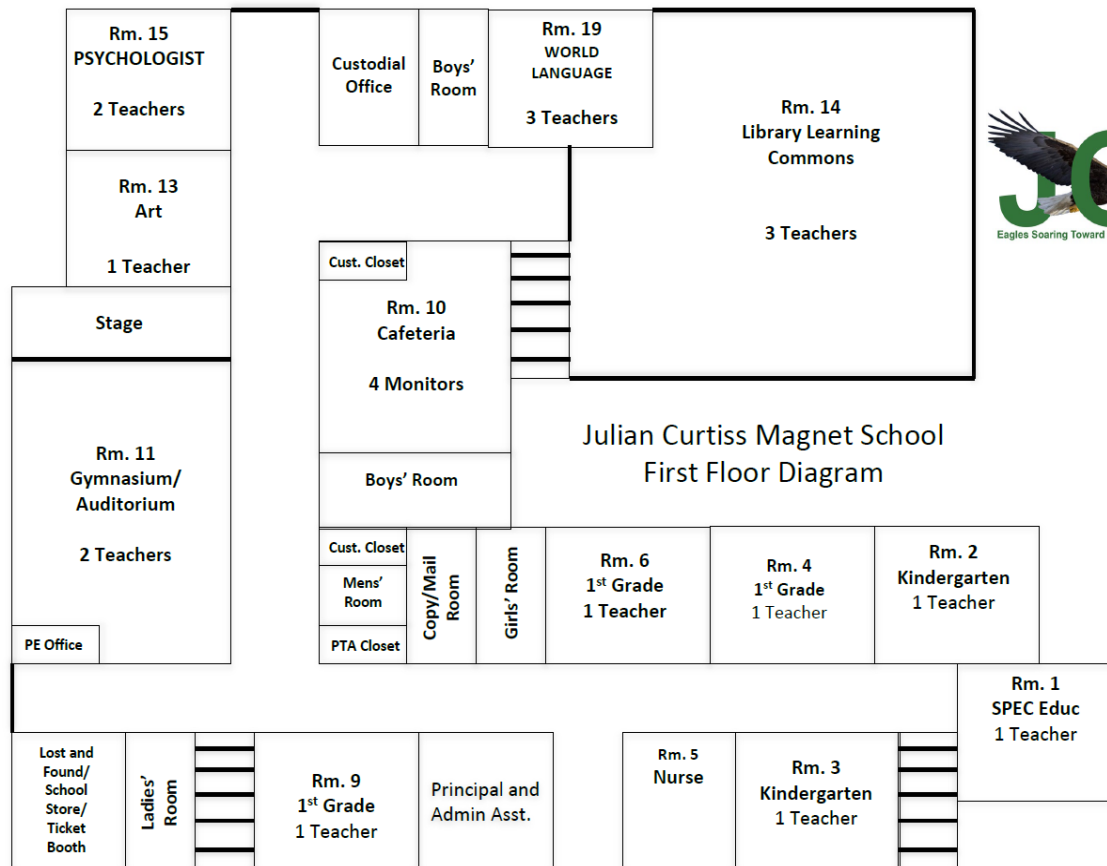 Rm. 15
PSYCHOLOGIST
2 Teachers
Custodial
Office
Boys'
Room
Rm. 19
WORLD
LANGUAGE
3 Teachers
Rm. 14
Library Learning
Commons
3 Teachers
Eagles Soaring Toward
Rm. 13
Art
1 Teacher
Stage
Cust. Closet
Rm. 10
Cafeteria
4 Monitors
Julian Curtiss Magnet School
First Floor Diagram
Rm. 11
Gymnasium/
Auditorium
2 Teachers
PE Office
Boys' Room
Cust. Closet
Mens'
Room
PTA Closet
Copy/Mail
Room
Girls' Room
Rm. 6
1st Grade
1 Teacher
Rm. 4
1st Grade
1 Teacher
Rm. 2
Kindergarten
1 Teacher
Rm. 1
SPEC Educ
1 Teacher
Lost and
Found/
School
Store/
Ticket
Booth
Ladies'
Room
Rm. 9
1st Grade
1 Teacher
Principal and
Admin Asst.
Rm. 5
Nurse
Rm. 3
Kindergarten
1 Teacher